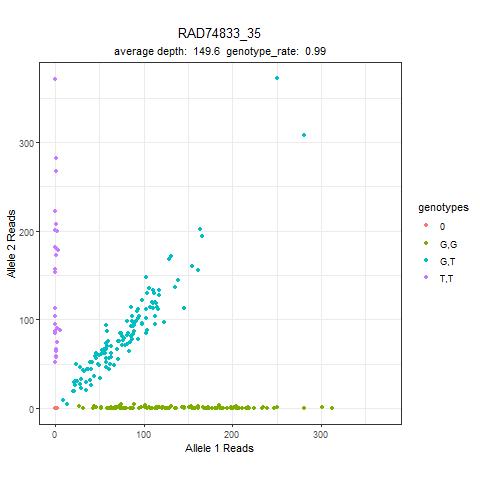 RAD74833_35
average depth:  149.6  genotype_rate:  0.99
Allele 2 Reads
300
200
100
0
0
100
200
300
Allele 1 Reads
genotypes
0
G,G
G,T
T,T